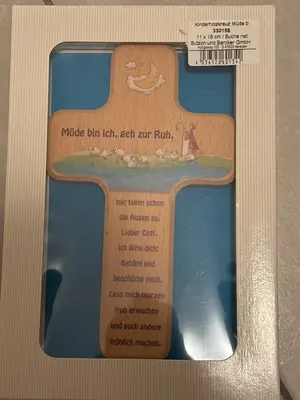 Kinderholzkreuz Müde b
330158
11 x 18 cm / Buche nat
Butzon und Bercker GmbH
Müde bin ich, geh zur Ruh,
mir fallen schon
die Augen zu.
Lieber Gott,
ich bitte dich:
Behüte und
beschütze mich.
Lass mich morgen
froh erwachen
und auch andere
fröhlich machen.